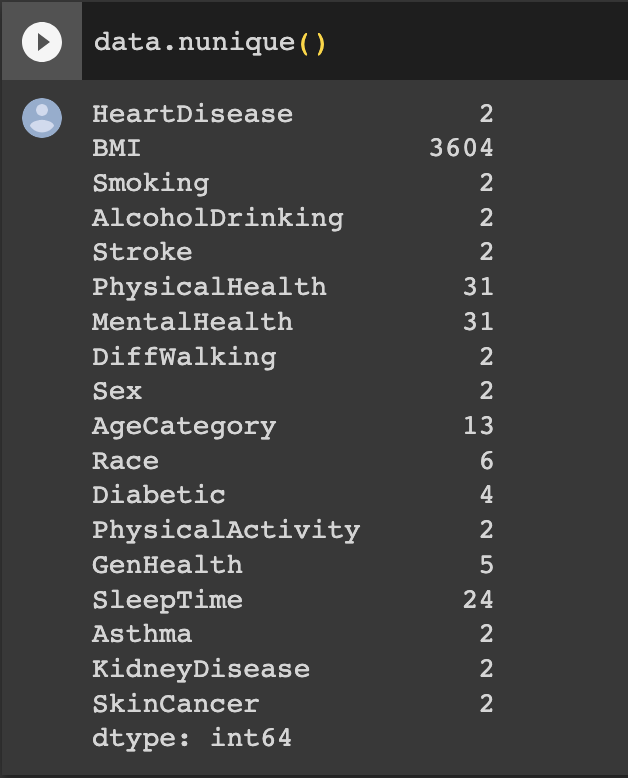 data.nunique()
HeartDisease 2
BMI 3604
Smoking 2
AlcoholDrinking 2
Stroke 2
PhysicalHealth 31
MentalHealth 31
DiffWalking 2
Sex 2
AgeCategory 13
Race 6
Diabetic 4
PhysicalActivity 2
GenHealth 5
SleepTime 24
Asthma 2
KidneyDisease 2
SkinCancer 2
dtype: int64